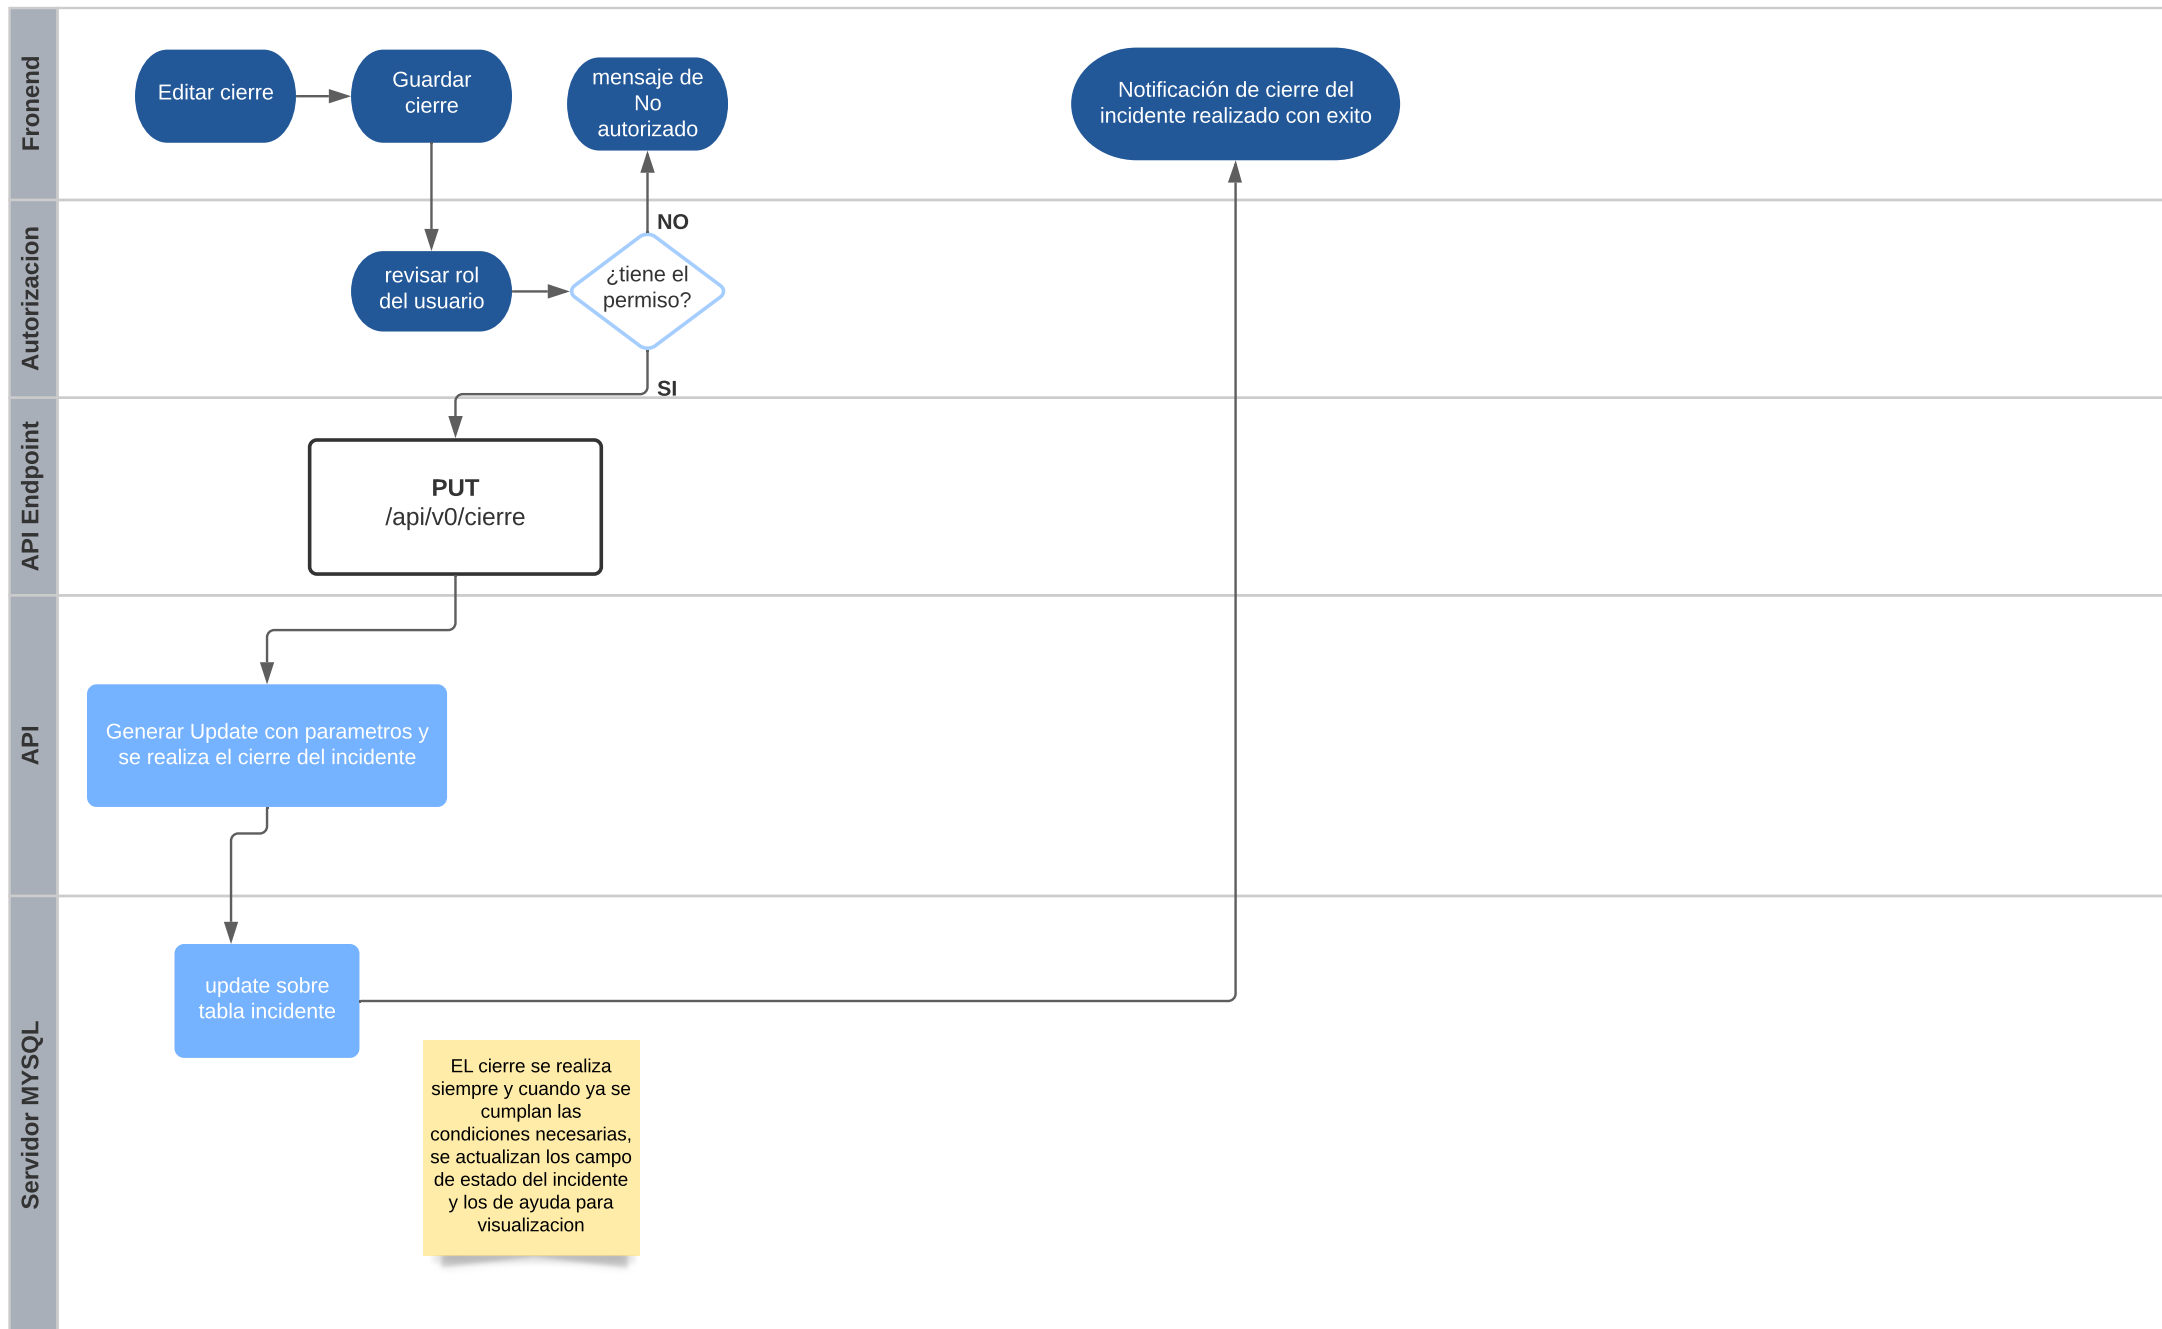 Fronend
Editar cierre
Guardar
cierre
mensaje de
No
autorizado
Notificación de cierre del
incidente realizado con exito
Autorizacion
revisar rol
del usuario
NO
¿tiene el
permiso?
SI
API Endpoint
PUT
/api/v0/cierre
API
Generar Update con parametros y
se realiza el cierre del incidente
Servidor MYSQL
update sobre
tabla incidente
EL cierre se realiza
siempre y cuando ya se
cumplan las
condiciones necesarias,
se actualizan los campo
de estado del incidente
y los de ayuda para
visualizacion